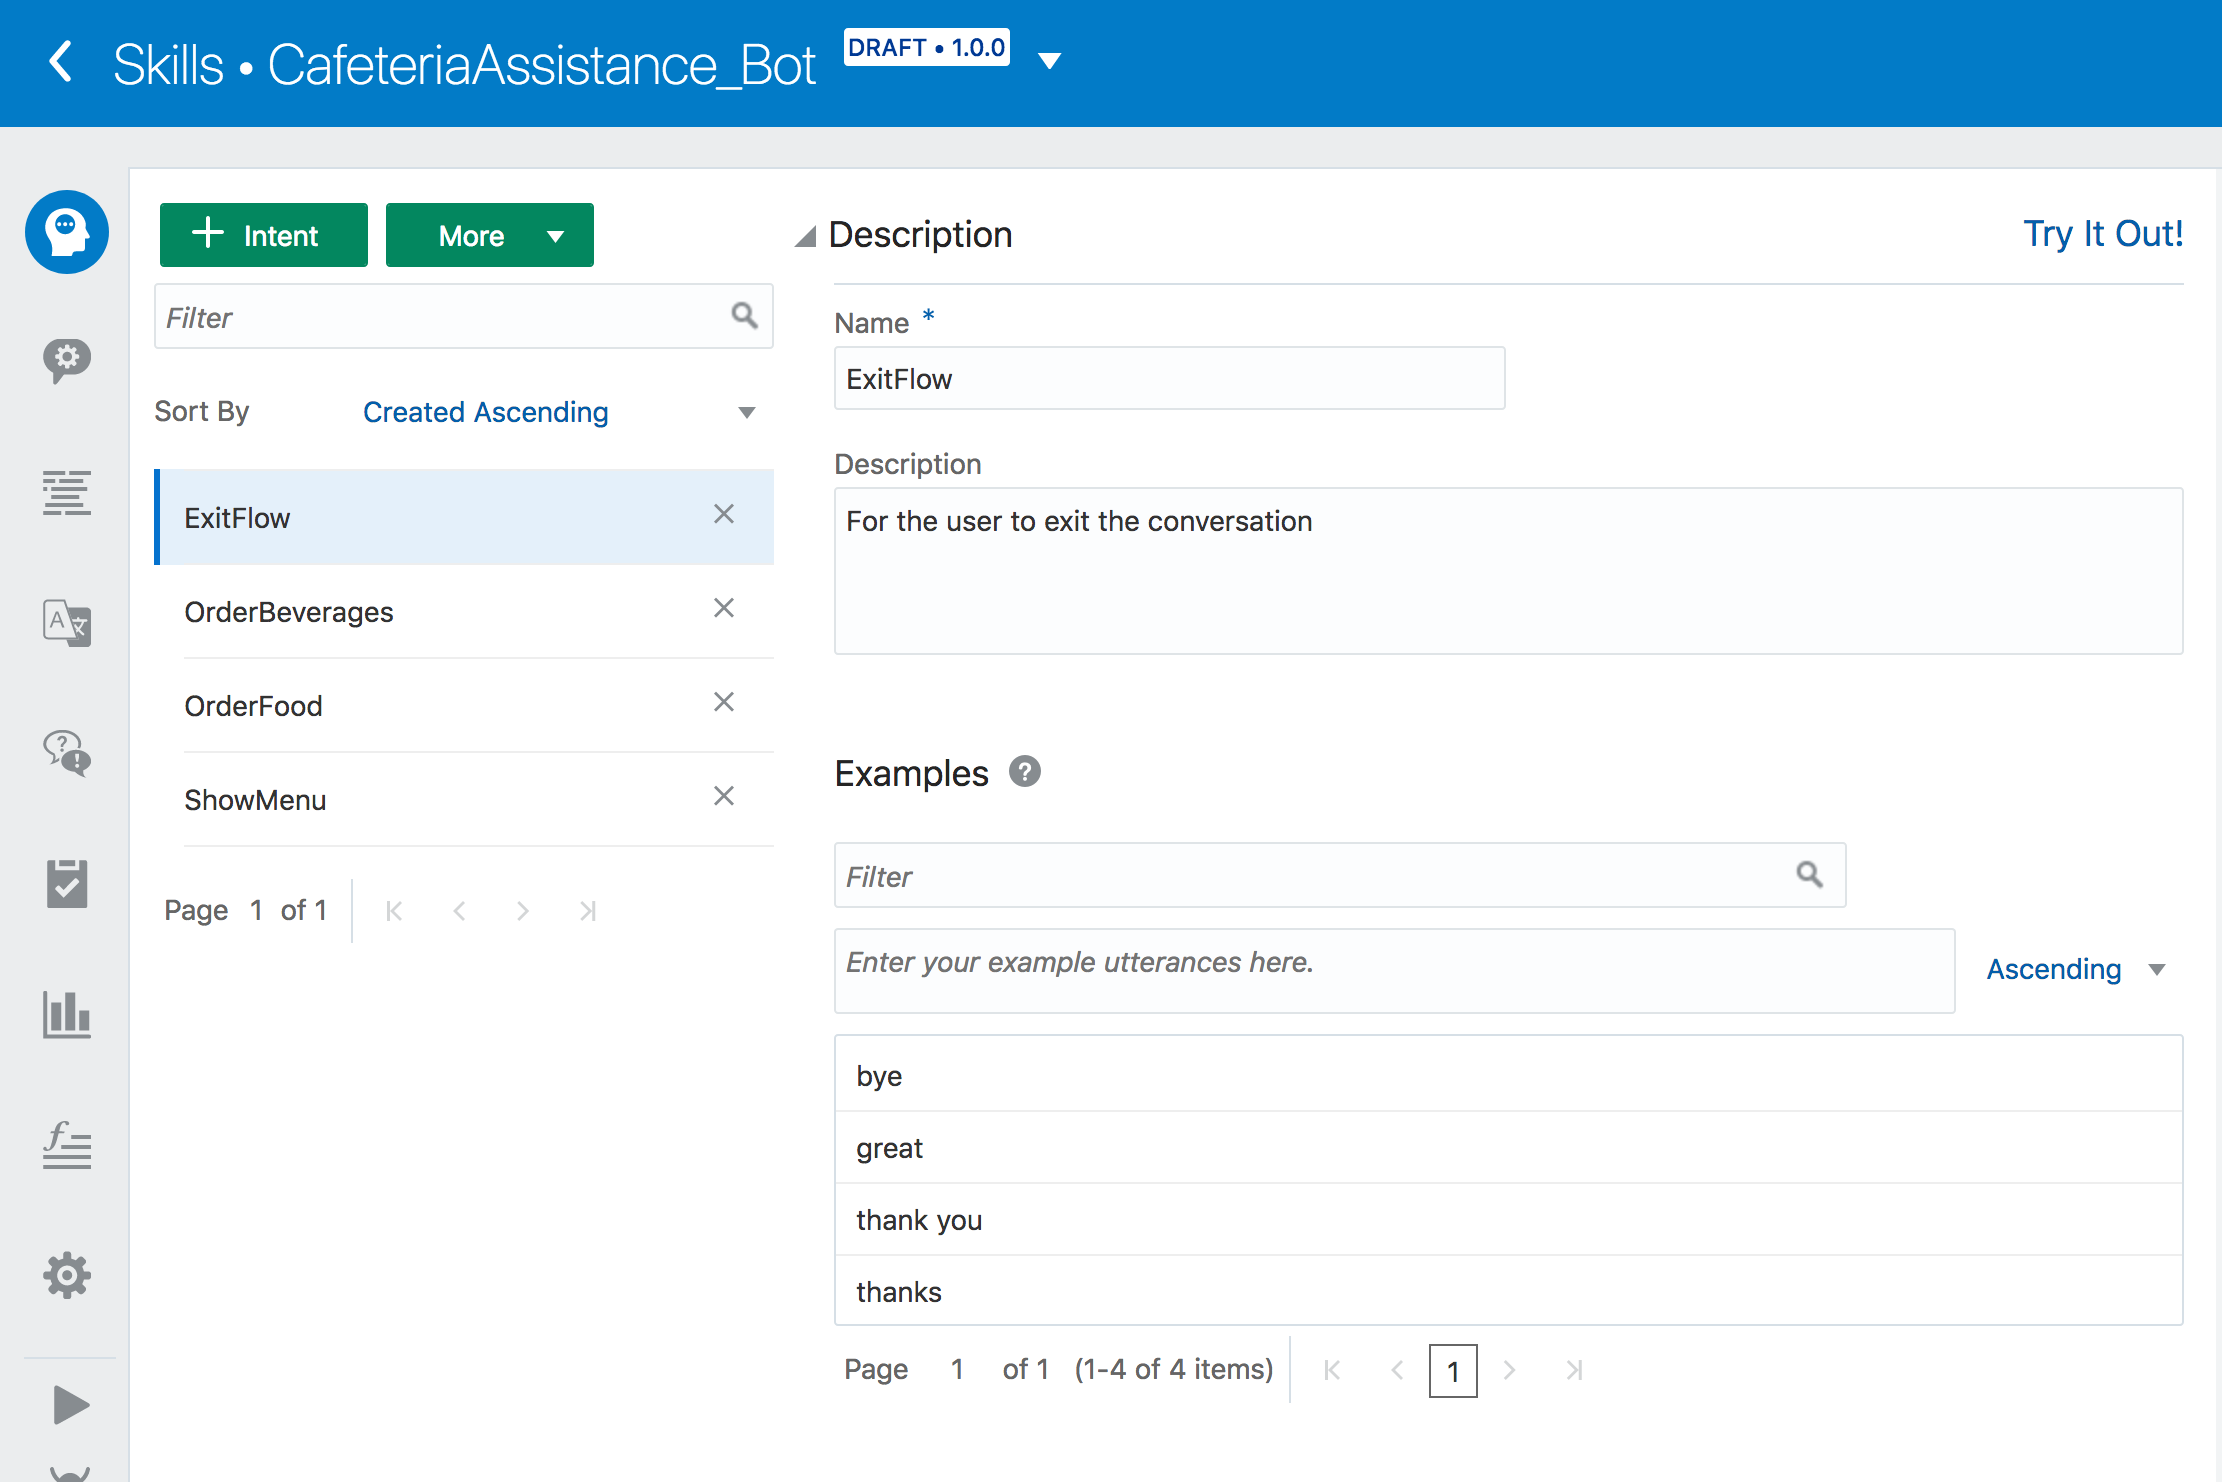 Skills • CafeteriaAssistance_Bot DRAFT • 1.0.0
+ Intent
More
Filter
Sort By Created Ascending
ExitFlow
OrderBeverages
OrderFood
ShowMenu
Page 1 of 1
Description
Try It Out!
Name *
ExitFlow
Description
For the user to exit the conversation
Examples ?
Filter
Enter your example utterances here.
Ascending
bye
great
thank you
thanks
Page 1 of 1 (1-4 of 4 items) 1